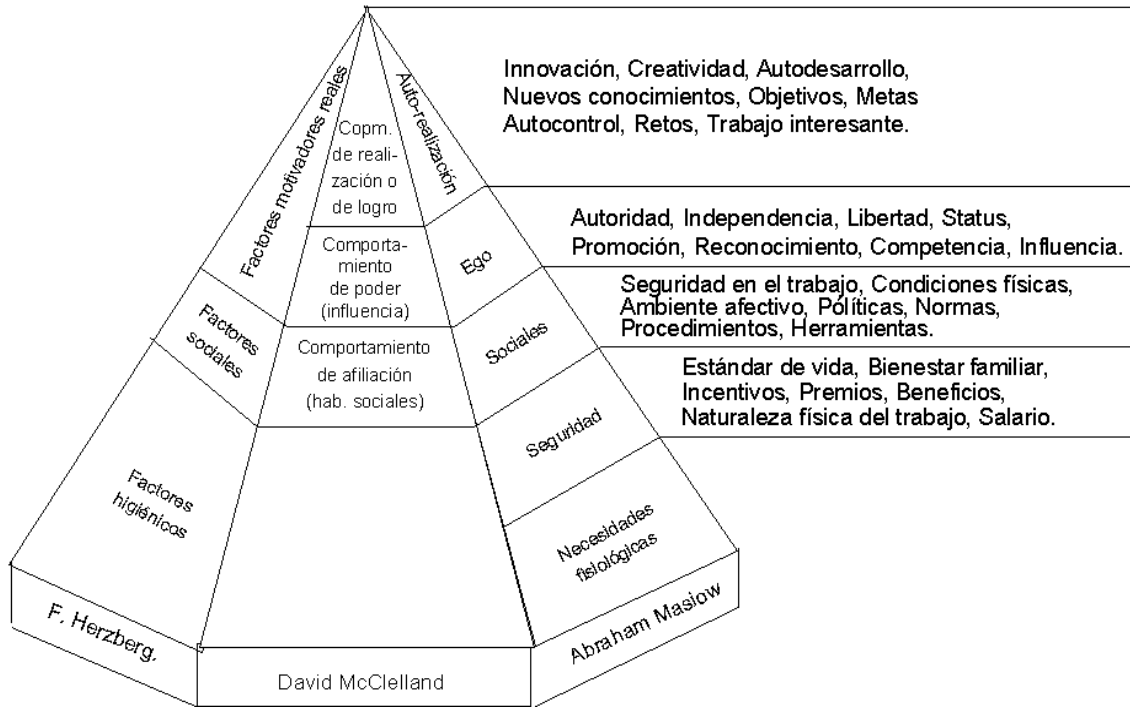 Innovación, Creatividad, Autodesarrollo,
Nuevos conocimientos, Objetivos, Metas
Autocontrol, Retos, Trabajo interesante.
Autoridad, Independencia, Libertad, Status,
Promoción, Reconocimiento, Competencia, Influencia.
Seguridad en el trabajo, Condiciones físicas,
Ambiente afectivo, Políticas, Normas,
Procedimientos, Herramientas.
Estándar de vida, Bienestar familiar,
Incentivos, Premios, Beneficios,
Naturaleza física del trabajo, Salario.
Factores motivadores reales
Factores
sociales
Factores
higiénicos
F. Herzberg.
Copm.
de reali-
zación o
de logro
Comporta-
miento
de poder
(influencia)
Comportamiento
de afiliación
(hab. sociales)
David McClelland
Auto-realización
Ego
Sociales
Seguridad
Necesidades
fisiológicas
Abraham Maslow